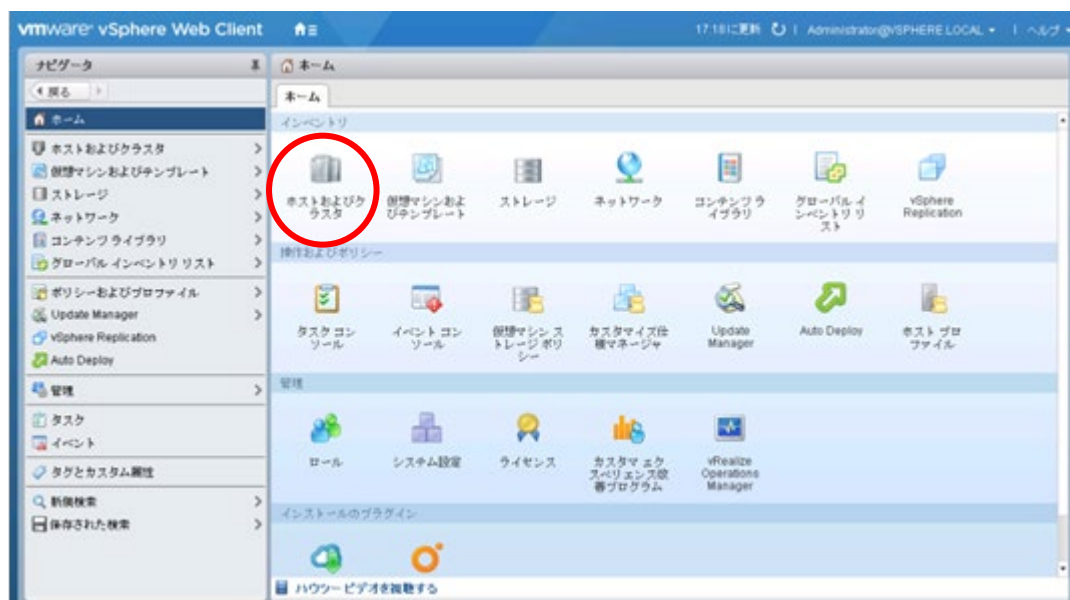 vmware® vSphere Web Client
17:18に更新
Administrator@VSPHERE.LOCAL
ヘルプ
ナビゲータ
戻る
ホーム
ホストおよびクラスタ
仮想マシンおよびテンプレート
ストレージ
ネットワーク
コンテンツ ライブラリ
グローバル インベントリ リスト
ポリシーおよびプロファイル
Update Manager
vSphere Replication
Auto Deploy
管理
タスク
イベント
タグとカスタム属性
新規検索
保存された検索
ホーム
ホーム
インベントリ
ホストおよびク
ラスタ
仮想マシンおよ
びテンプレート
ストレージ
ネットワーク
コンテンツ ラ
イブラリ
グローバル イ
ンベントリ リ
スト
vSphere
Replication
操作およびポリシー
タスク コン
ソール
イベント コン
ソール
仮想マシン ス
トレージ ポリ
シー
カスタマイズ仕
様マネージャ
Update
Manager
Auto Deploy
ホスト プロ
ファイル
管理
ロール
システム設定
ライセンス
カスタマ エク
スペリエンス改
善プログラム
vRealize
Operations
Manager
インストールのプラグイン
ハウツー ビデオを視聴する